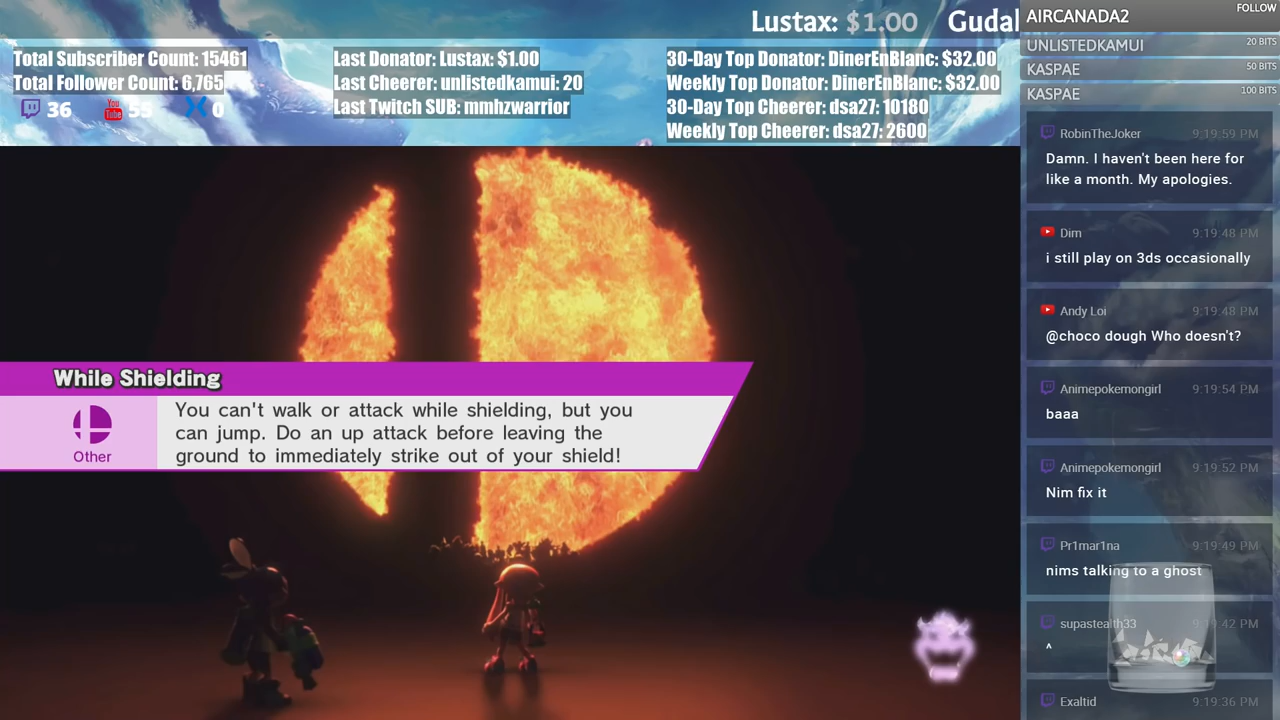 Lustax: $1.00 Gudal
Total Subscriber Count: 15461
Total Follower Count: 6,765
36 You Tube 55 0
Last Donator: Lustax: $1.00
Last Cheerer: unlistedkamui: 20
Last Twitch SUB: mmhzwarrior
30-Day Top Donator: DinerEnBlanc: $32.00
Weekly Top Donator: DinerEnBlanc: $32.00
30-Day Top Cheerer: dsa27: 10180
Weekly Top Cheerer: dsa27: 2600
AIRCANADA2 FOLLOW
UNLISTEDKAMUI 20 BITS
KASPAE 50 BITS
KASPAE 100 BITS
RobinTheJoker 9:19:59 PM
Damn. I haven't been here for
like a month. My apologies.
Dim 9:19:48 PM
i still play on 3ds occasionally
Andy Loi 9:19:48 PM
@choco dough Who doesn't?
Animepokemongirl 9:19:54 PM
baaa
Animepokemongirl 9:19:52 PM
Nim fix it
Pr1mar1na 9:19:49 PM
nims talking to a ghost
supastealth33 9:19:42 PM
^
Exaltid 9:19:36 PM
While Shielding
Other
You can't walk or attack while shielding, but you
can jump. Do an up attack before leaving the
ground to immediately strike out of your shield!